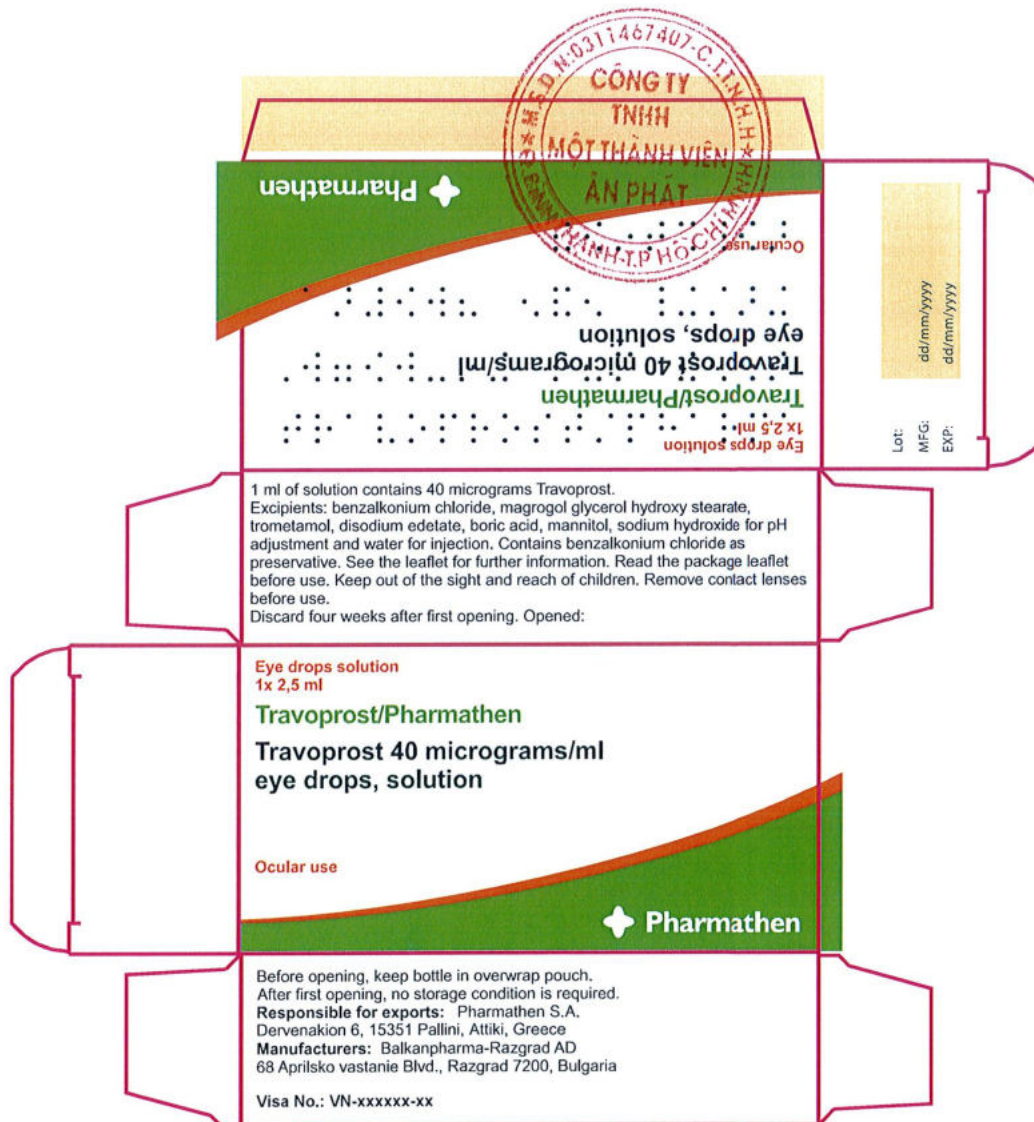 M.S.D.N:0311467407-C.T.T.N.H.H
CÔNG TY
TNHH
MỘT THÀNH VIÊN
ÂN PHÁT
THẠNH-T.P HỒ CHÍ MINH
Pharmathen
Ocular use
eye drops, solution
Travoprost 40 micrograms/ml
Travoprost/Pharmathen
1x 2,5 ml
Eye drops solution
Lot:
MFG: dd/mm/yyyy
EXP: dd/mm/yyyy
1 ml of solution contains 40 micrograms Travoprost.
Excipients: benzalkonium chloride, magrogol glycerol hydroxy stearate,
trometamol, disodium edetate, boric acid, mannitol, sodium hydroxide for pH
adjustment and water for injection. Contains benzalkonium chloride as
preservative. See the leaflet for further information. Read the package leaflet
before use. Keep out of the sight and reach of children. Remove contact lenses
before use.
Discard four weeks after first opening. Opened:
Eye drops solution
1x 2,5 ml
Travoprost/Pharmathen
Travoprost 40 micrograms/ml
eye drops, solution
Ocular use
Pharmathen
Before opening, keep bottle in overwrap pouch.
After first opening, no storage condition is required.
Responsible for exports: Pharmathen S.A.
Dervenakion 6, 15351 Pallini, Attiki, Greece
Manufacturers: Balkanpharma-Razgrad AD
68 Aprilsko vastanie Blvd., Razgrad 7200, Bulgaria
Visa No.: VN-xxxxxx-xx